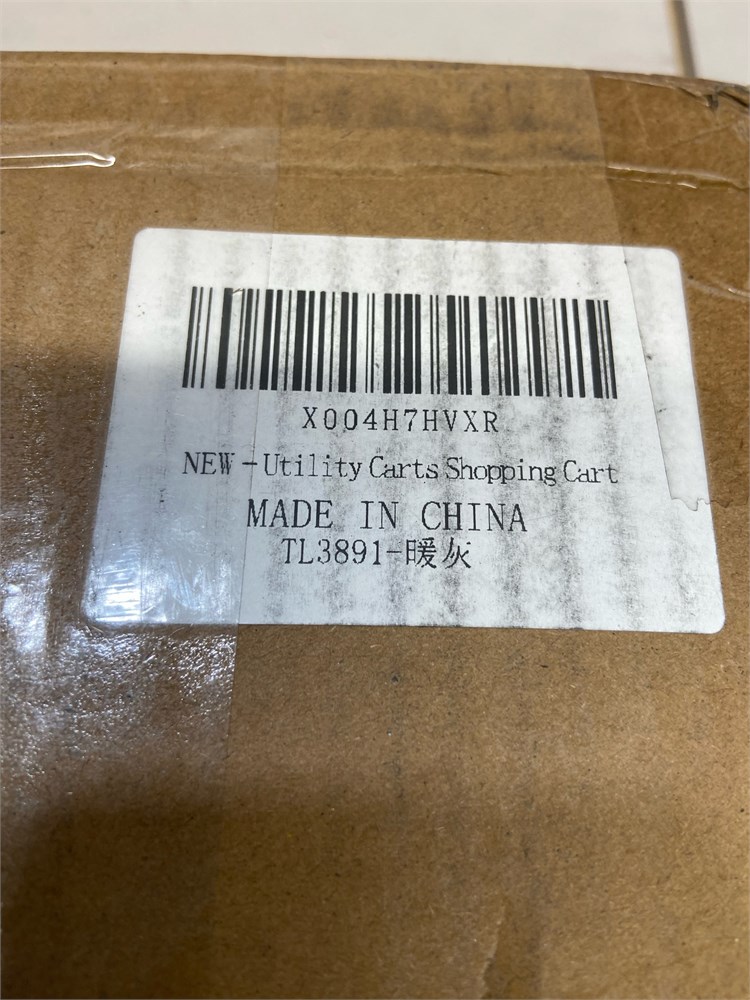 X004H7HVXR
NEW -Utility Carts Shopping Cart
MADE IN CHINA
TL3891-暖灰